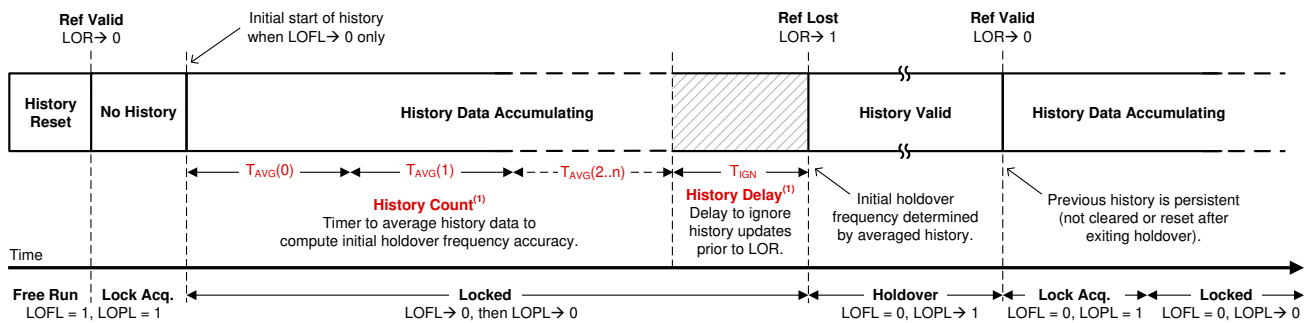 Ref Valid
LOR→ 0
Initial start of history
when LOFL→ 0 only
Ref Lost
LOR→ 1
Ref Valid
LOR→ 0
History
Reset
No History
History Data Accumulating
History Valid
History Data Accumulating
TAVG(0)
TAVG(1)
TAVG(2..n)
TIGN
History Count(1)
Timer to average history data to
compute initial holdover frequency accuracy.
History Delay(1)
Delay to ignore
history updates
prior to LOR.
Initial holdover
frequency determined
by averaged history.
Previous history is persistent
(not cleared or reset after
exiting holdover).
Time
Free Run
Lock Acq.
LOFL = 1, LOPL = 1
Locked
LOFL→ 0, then LOPL→ 0
Holdover
LOFL = 0, LOPL→ 1
Lock Acq.
LOFL = 0, LOPL = 1
Locked
LOFL = 0, LOPL→ 0